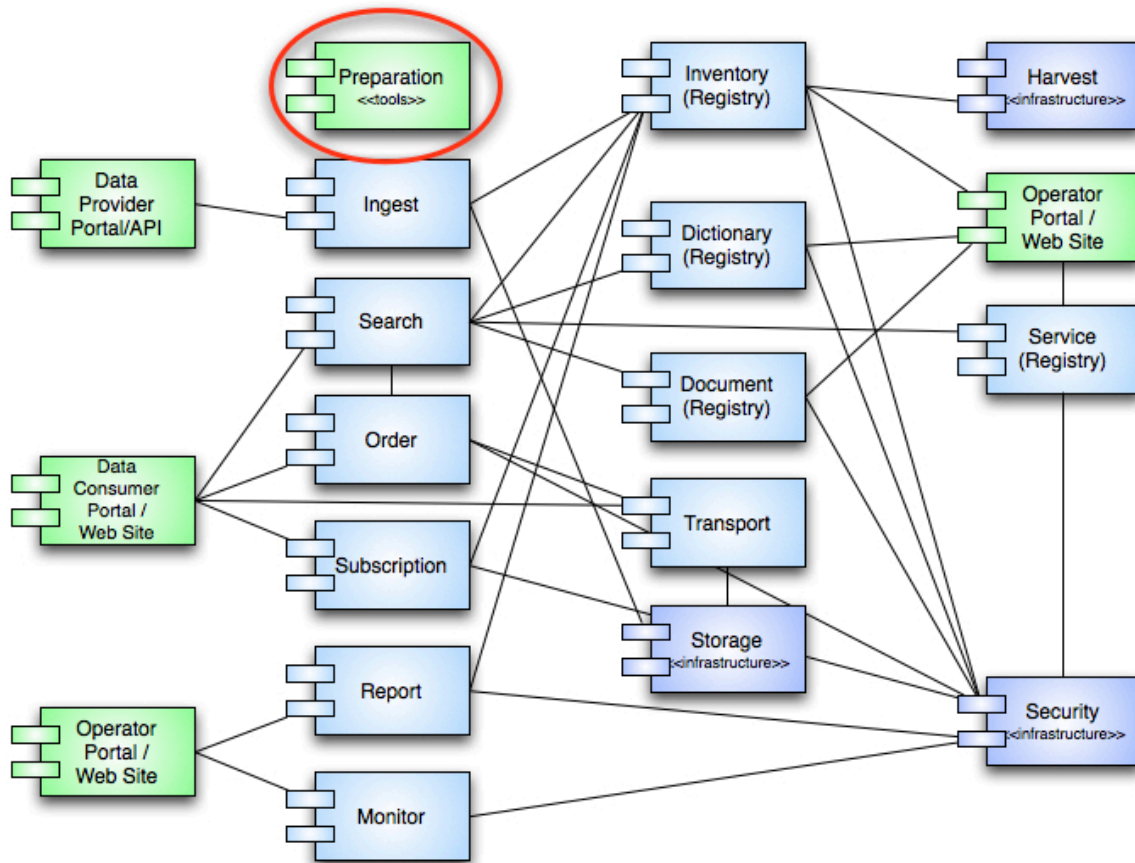 Preparation
<<tools>>
Inventory
(Registry)
Harvest
<<infrastructure>>
Data
Provider
Portal/API
Ingest
Dictionary
(Registry)
Operator
Portal /
Web Site
Search
Service
(Registry)
Document
(Registry)
Order
Data
Consumer
Portal /
Web Site
Transport
Subscription
Storage
<<infrastructure>>
Report
Security
<<infrastructure>>
Operator
Portal /
Web Site
Monitor